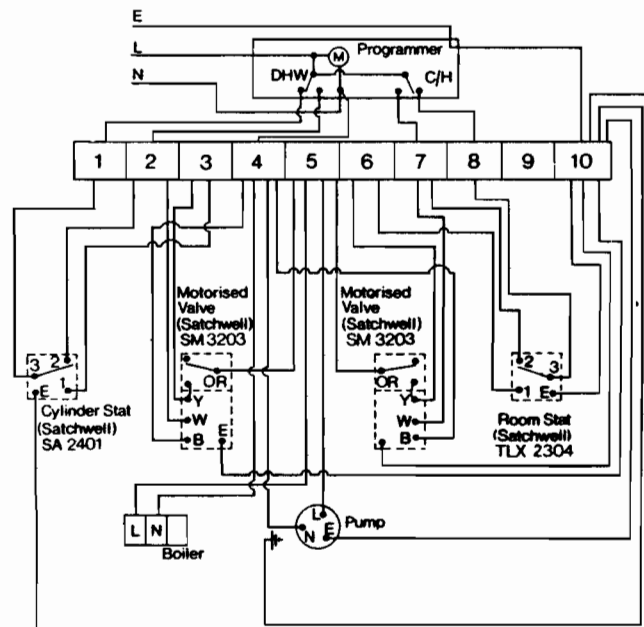 E
L
N
Programmer
M
DHW
C/H
1 2 3 4 5 6 7 8 9 10
Motorised
Valve
(Satchwell)
SM 3203
Motorised
Valve
(Satchwell)
SM 3203
3 2
1
E
Cylinder Stat
(Satchwell)
SA 2401
OR
Y
W
B E
OR
Y
W
B
2
3
1 E
Room Stat
(Satchwell)
TLX 2304
L N
Boiler
L
N E
Pump